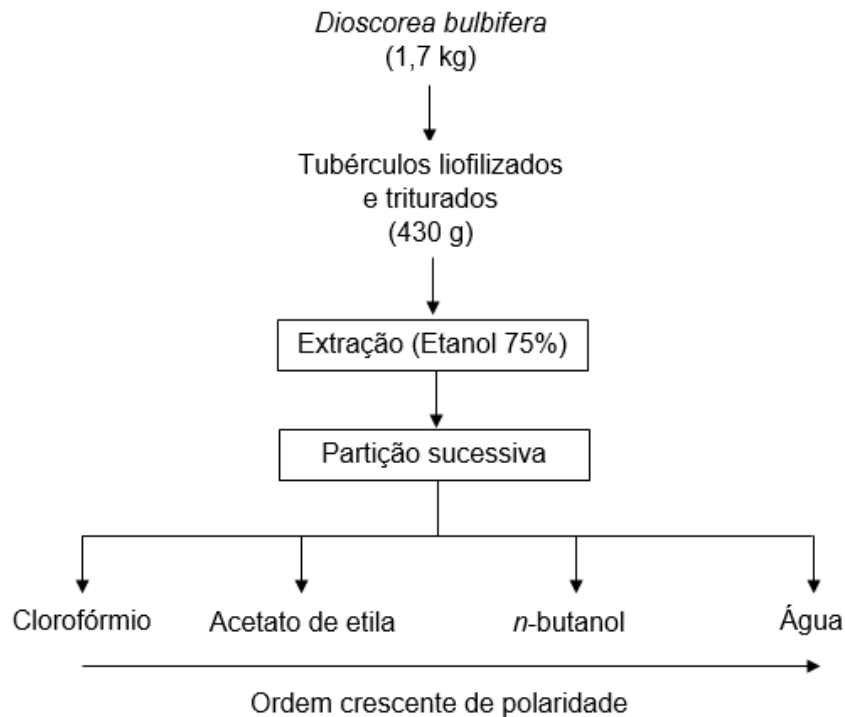 Dioscorea bulbifera
(1,7 kg)
Tubérculos liofilizados
e triturados
(430 g)
Extração (Etanol 75%)
Partição sucessiva
Clorofórmio
Acetato de etila
n-butanol
Água
Ordem crescente de polaridade